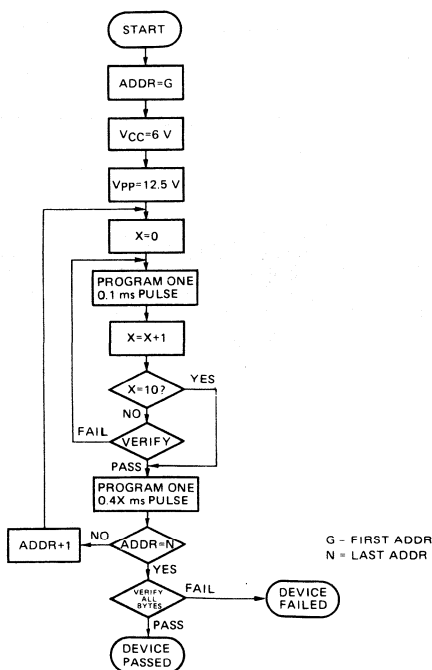 START
ADDR=G
VCC=6 V
VPP=12.5 V
X=0
PROGRAM ONE
0.1 ms PULSE
X=X+1
X=10?
YES
NO
FAIL
VERIFY
PASS
PROGRAM ONE
0.4X ms PULSE
ADDR+1
NO
ADDR=N
G - FIRST ADDR
N = LAST ADDR
YES
VERIFY
ALL
BYTES
FAIL
DEVICE
FAILED
PASS
DEVICE
PASSED